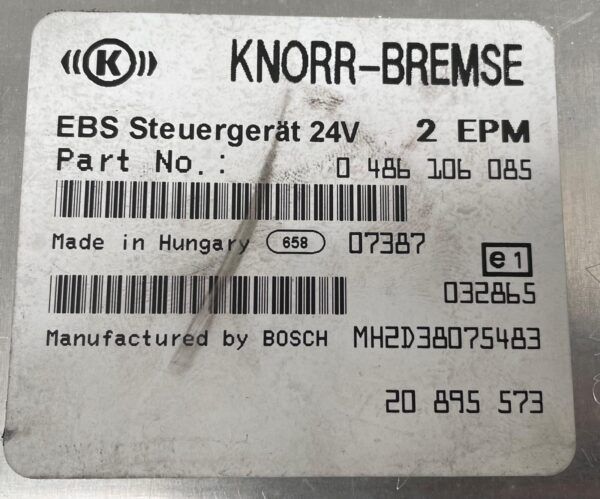 ((K)) KNORR-BREMSE
EBS Steuergerät 24V 2 EPM
Part No.: 0 486 106 085
Made in Hungary 658 07387 e1
032865
Manufactured by BOSCH MH2D38075483
20 895 573